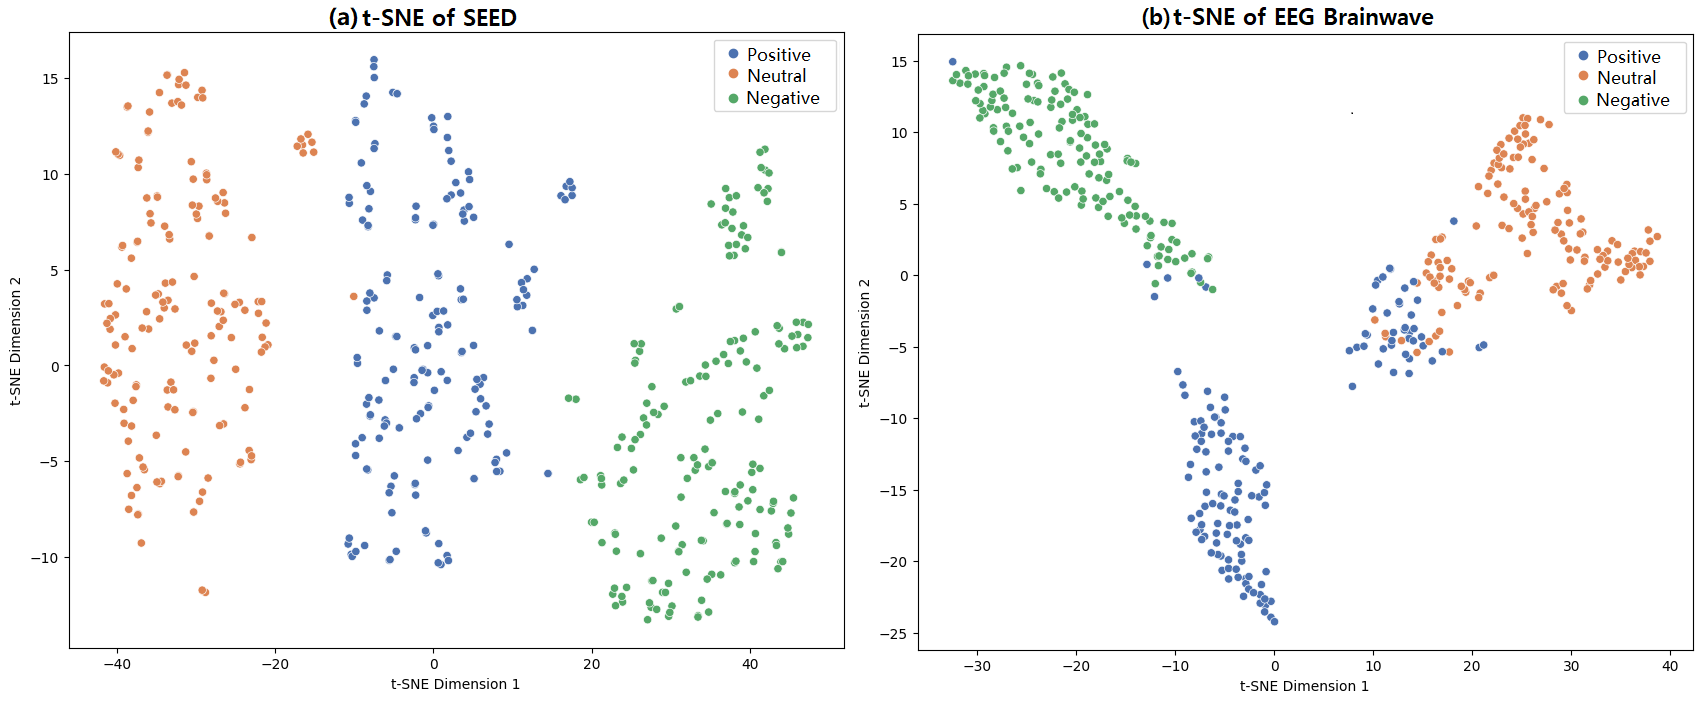 (a) t-SNE of SEED
Positive
Neutral
Negative
15
10
5
0
−5
−10
t-SNE Dimension 2
−40
−20
0
20
40
t-SNE Dimension 1
(b) t-SNE of EEG Brainwave
Positive
Neutral
Negative
15
10
5
0
−5
−10
−15
−20
−25
t-SNE Dimension 2
−30
−20
−10
0
10
20
30
40
t-SNE Dimension 1